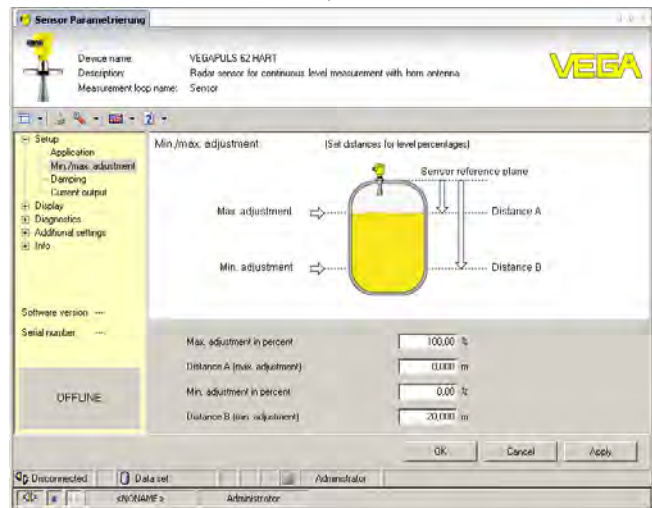 Sensor Parametrierung
Device name: VEGAPULS 62 HART
Description: Radar sensor for continuous level measurement with horn antenna
Measurement loop name: Sensor
VEGA
Setup
Application
Min./max. adjustment
Damping
Current output
Display
Diagnostics
Additional settings
Info
Software version ---
Serial number ---
OFFLINE
Min./max. adjustment (Set distances for level percentages)
Sensor reference plane
Max. adjustment
Distance A
Min. adjustment
Distance B
Max. adjustment in percent 100,00 %
Distance A (max. adjustment) 0,000 m
Min. adjustment in percent 0,00 %
Distance B (min. adjustment) 20,000 m
OK Cancel Apply
Disconnected Data set Administrator
<NONAME> Administrator